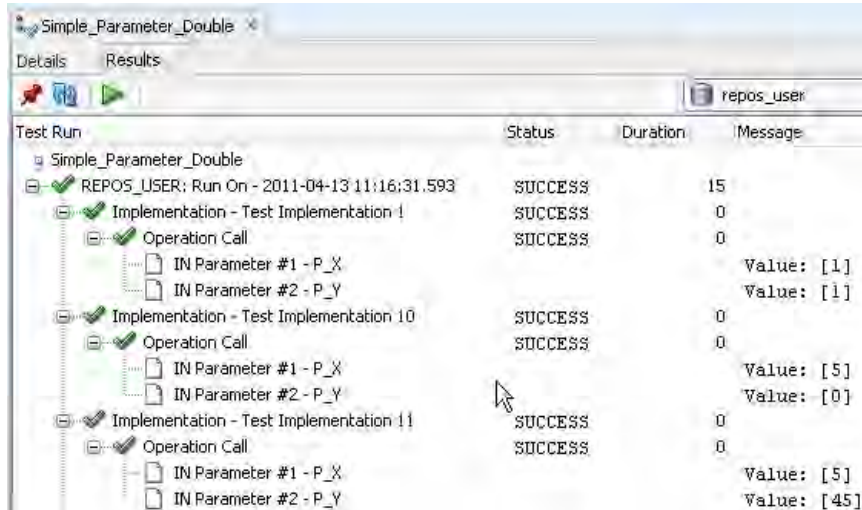 Simple_Parameter_Double
Details Results
repos_user
Test Run Status Duration Message
Simple_Parameter_Double
REPOS_USER: Run On - 2011-04-13 11:16:31.593 SUCCESS 15
Implementation - Test Implementation 1 SUCCESS 0
Operation Call SUCCESS 0
IN Parameter #1 - P_X Value: [1]
IN Parameter #2 - P_Y Value: [1]
Implementation - Test Implementation 10 SUCCESS 0
Operation Call SUCCESS 0
IN Parameter #1 - P_X Value: [5]
IN Parameter #2 - P_Y Value: [0]
Implementation - Test Implementation 11 SUCCESS 0
Operation Call SUCCESS 0
IN Parameter #1 - P_X Value: [5]
IN Parameter #2 - P_Y Value: [45]